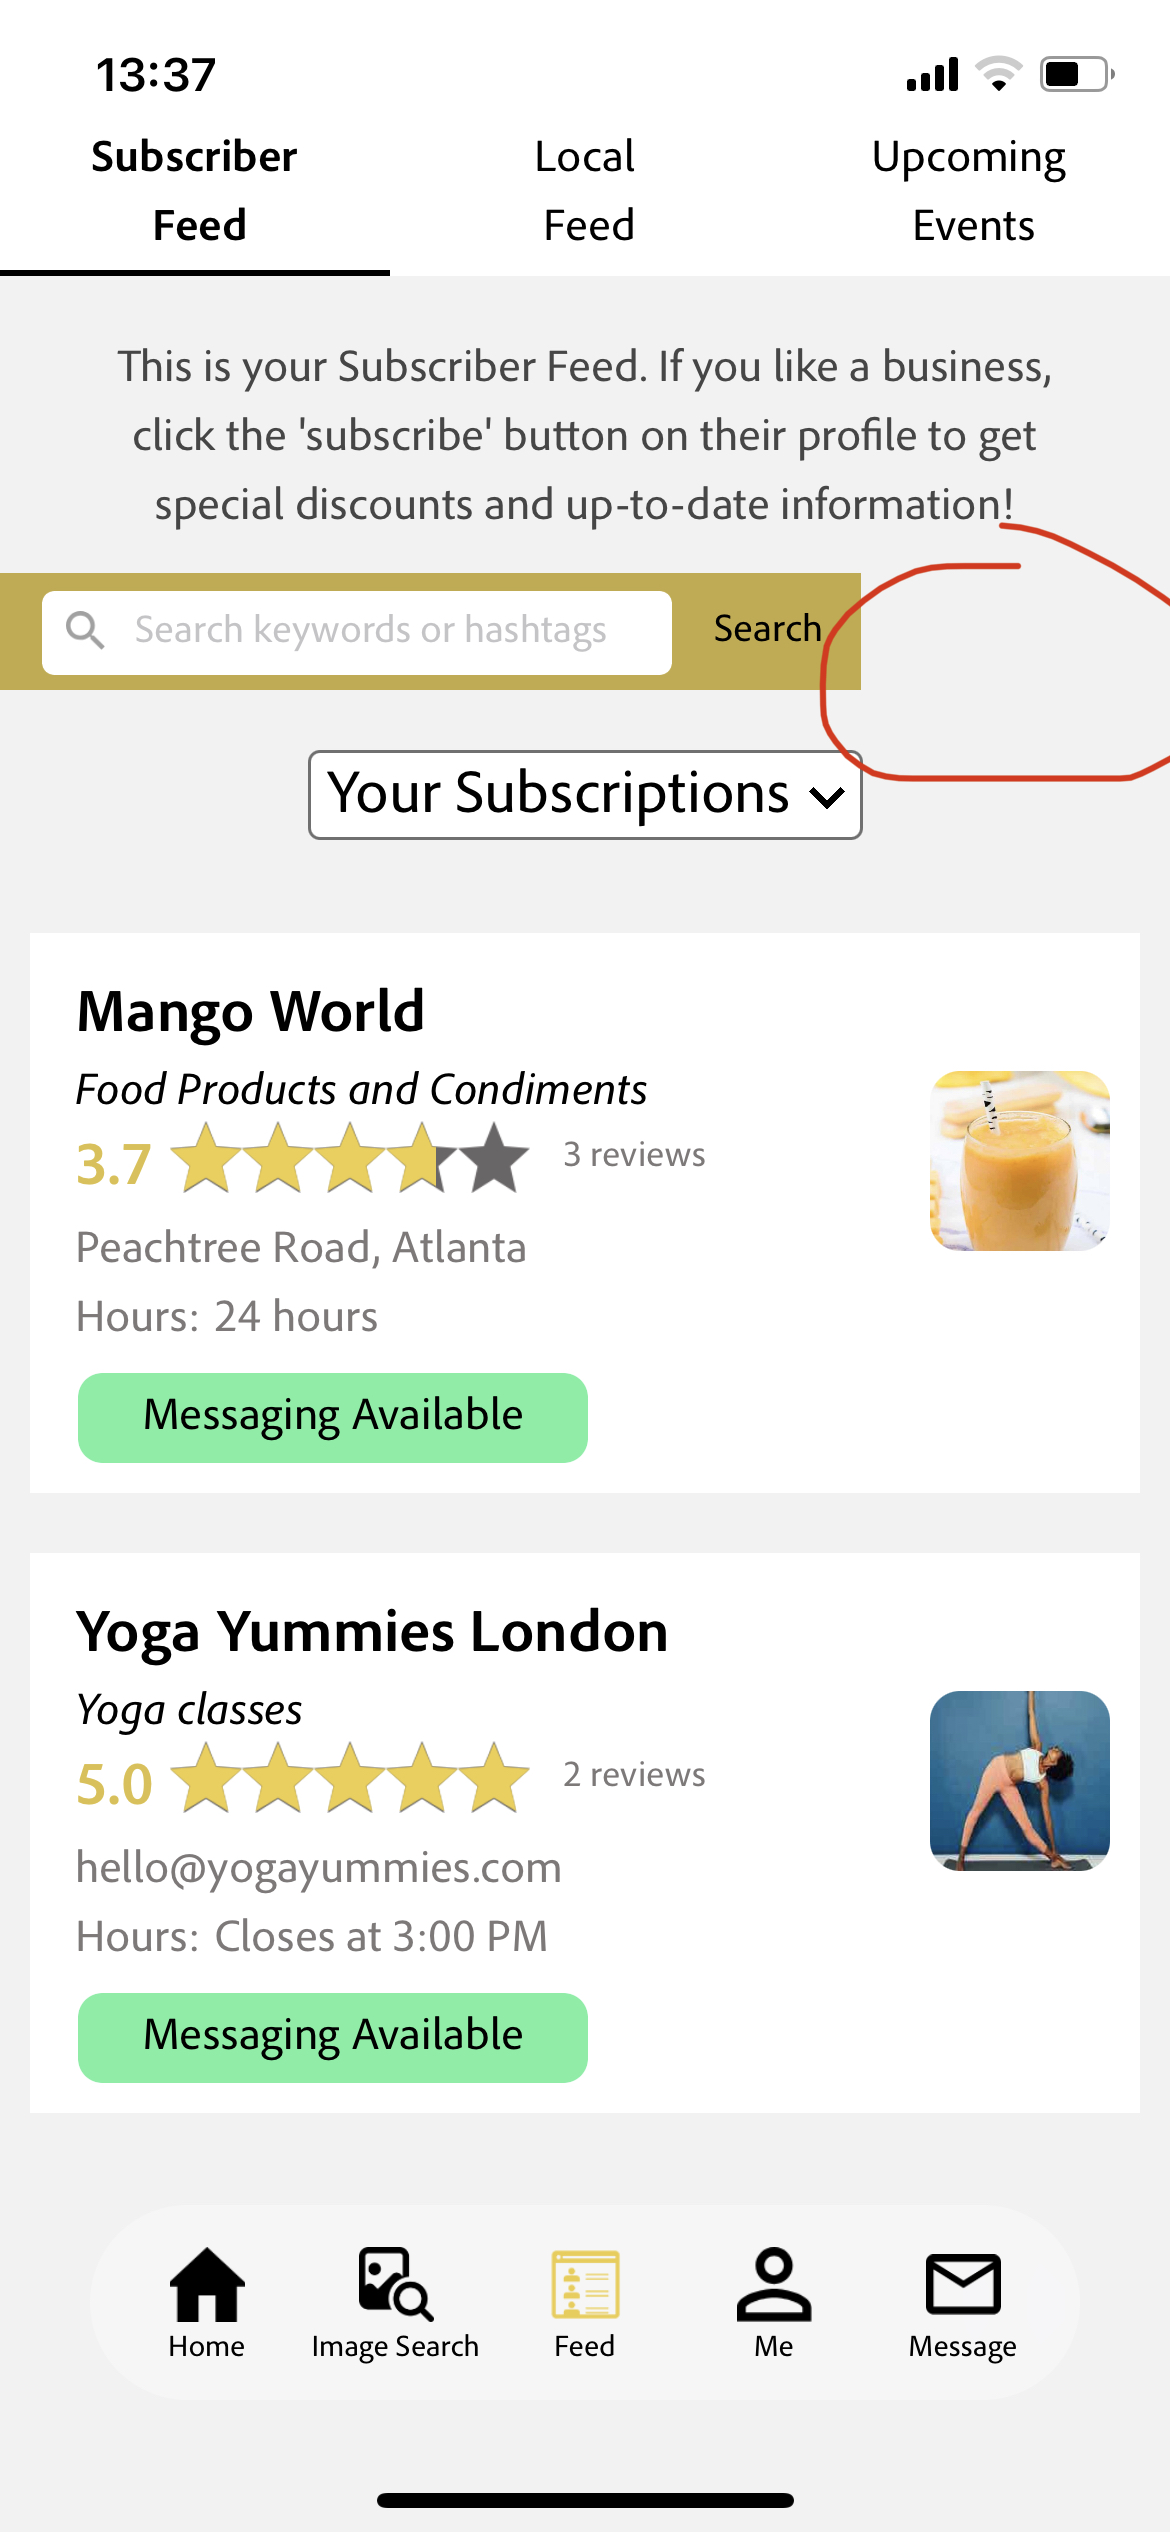 13:37
Subscriber Feed
Local Feed
Upcoming Events
This is your Subscriber Feed. If you like a business,
click the 'subscribe' button on their profile to get
special discounts and up-to-date information!
Search keywords or hashtags
Search
Your Subscriptions
Mango World
Food Products and Condiments
3.7 3 reviews
Peachtree Road, Atlanta
Hours: 24 hours
Messaging Available
Yoga Yummies London
Yoga classes
5.0 2 reviews
hello@yogayummies.com
Hours: Closes at 3:00 PM
Messaging Available
Home
Image Search
Feed
Me
Message